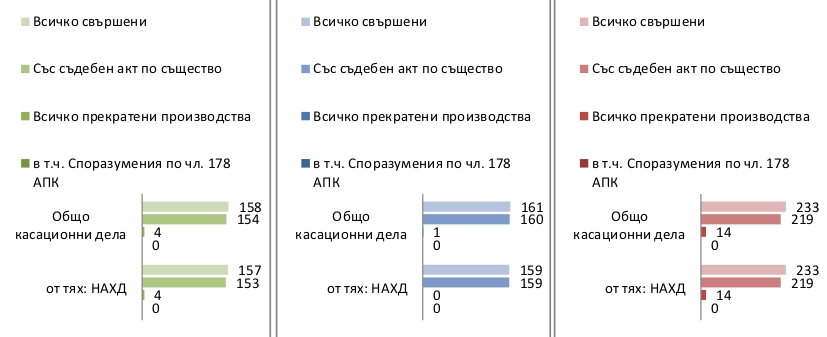 Всичко свършени
Със съдебен акт по същество
Всичко прекратени производства
в т.ч. Споразумения по чл. 178
АПК
158
Общо
154
касационни дела
4
0
157
153
от тях: НАХД
4
0
Всичко свършени
Със съдебен акт по същество
Всичко прекратени производства
в т.ч. Споразумения по чл. 178
АПК
161
Общо
160
касационни дела
1
0
159
159
от тях: НАХД
0
0
Всичко свършени
Със съдебен акт по същество
Всичко прекратени производства
в т.ч. Споразумения по чл. 178
АПК
233
Общо
219
касационни дела
14
0
233
219
от тях: НАХД
14
0